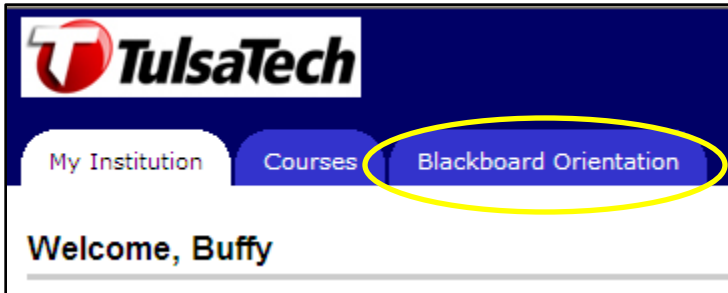 TulsaTech
My Institution Courses Blackboard Orientation
Welcome, Buffy